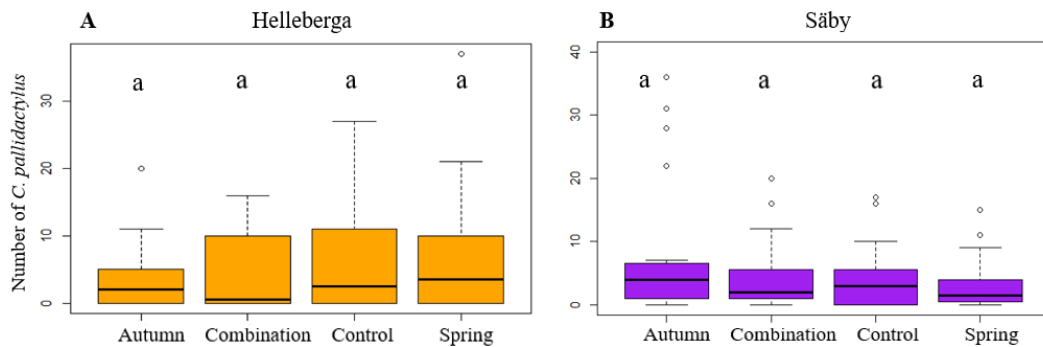 A Helleberga
Number of C. pallidactylus
30
20
10
0
a a a a
Autumn Combination Control Spring
B Säby
40
30
20
10
0
a a a a
Autumn Combination Control Spring